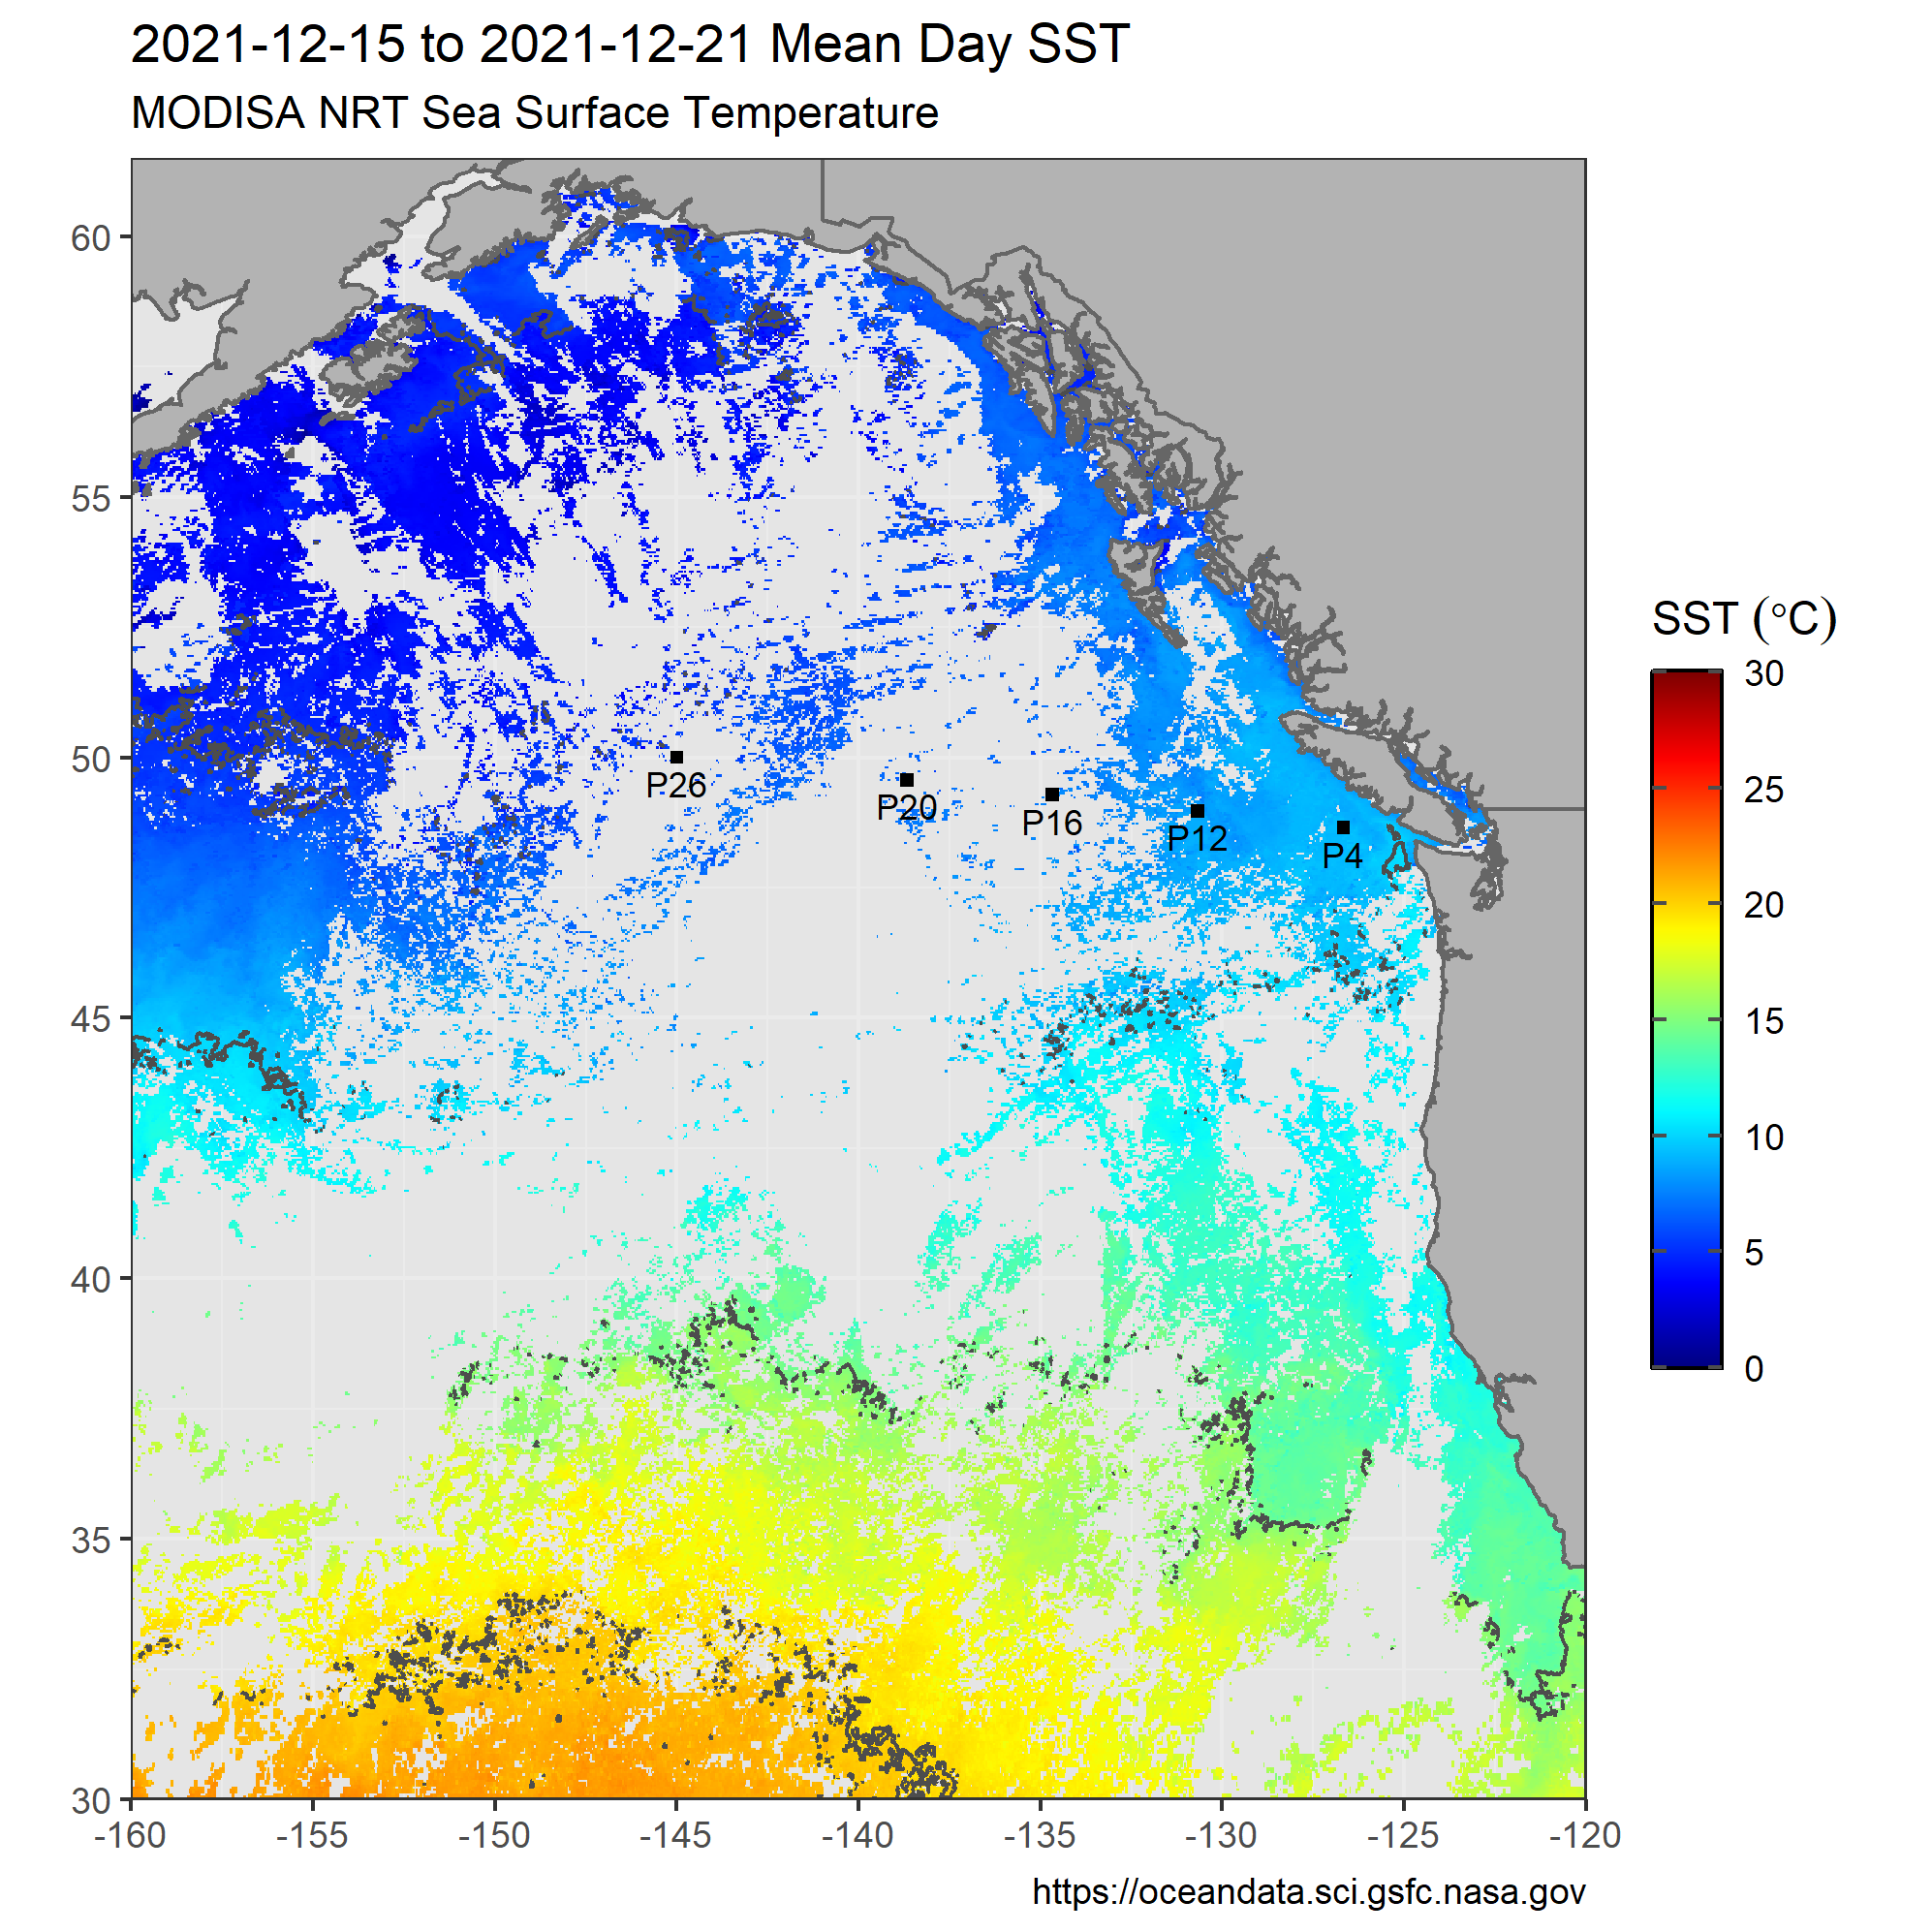 2021-12-15 to 2021-12-21 Mean Day SST
MODISA NRT Sea Surface Temperature
60
55
50
45
40
35
30
-160 -155 -150 -145 -140 -135 -130 -125 -120
P26
P20
P16
P12
P4
SST (°C)
30
25
20
15
10
5
0
https://oceandata.sci.gsfc.nasa.gov